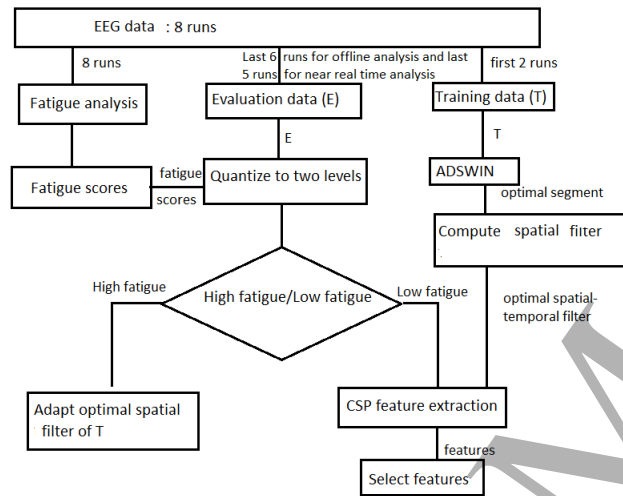 EEG data : 8 runs
8 runs
Last 6 runs for offline analysis and last
5 runs for near real time analysis
first 2 runs
Fatigue analysis
Evaluation data (E)
Training data (T)
E
T
Fatigue scores
fatigue
scores
Quantize to two levels
ADSWIN
optimal segment
Compute spatial filter
High fatigue
High fatigue/Low fatigue
Low fatigue
optimal spatial-
temporal filter
Adapt optimal spatial
filter of T
CSP feature extraction
features
Select features